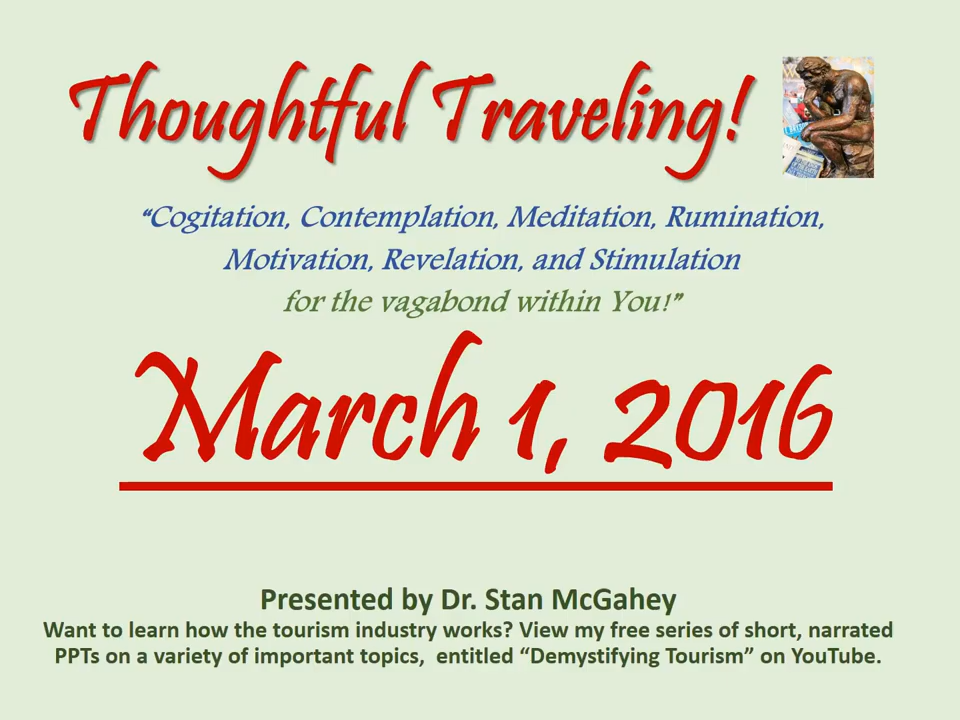 Thoughtful Traveling!
“Cogitation, Contemplation, Meditation, Rumination,
Motivation, Revelation, and Stimulation
for the vagabond within You!”
March 1, 2016
Presented by Dr. Stan McGahey
Want to learn how the tourism industry works? View my free series of short, narrated
PPTs on a variety of important topics,  entitled “Demystifying Tourism” on YouTube.